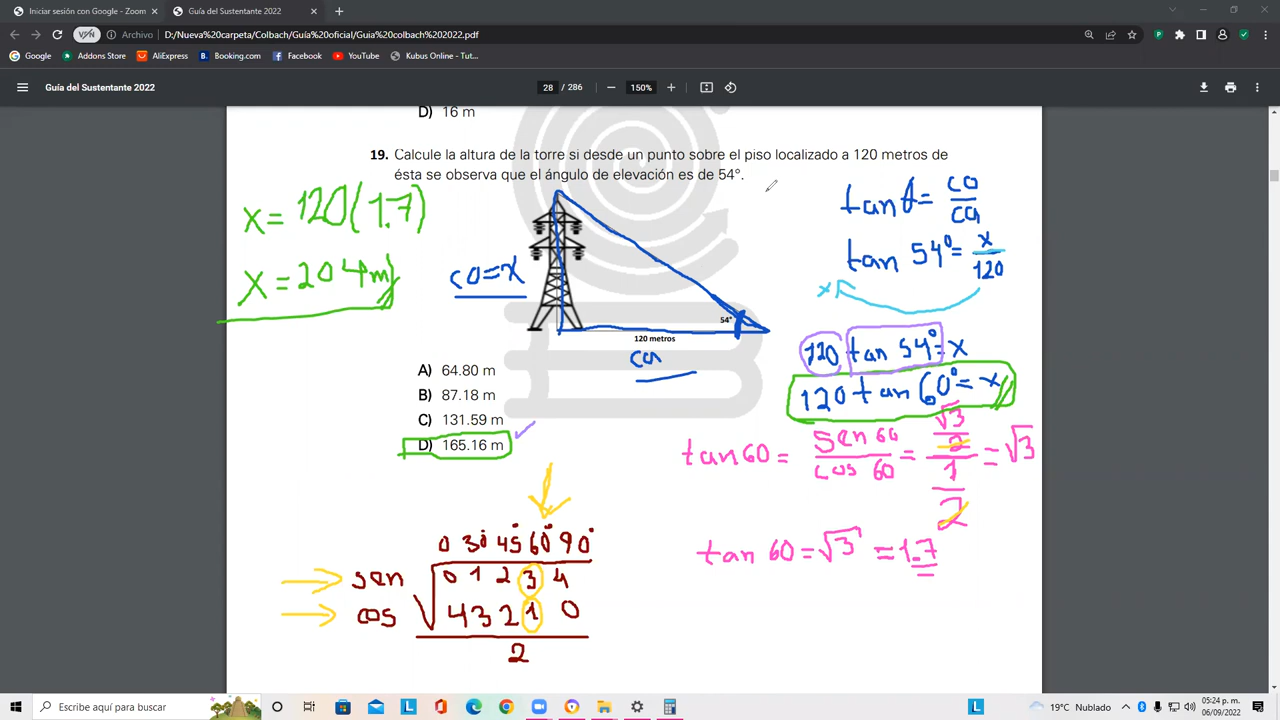 Iniciar sesión con Google - Zoom
Guía del Sustentante 2022
Archivo
D:/Nueva%20carpeta/Colbach/Guía%20oficial/Guia%20colbach%202022.pdf
Google
Addons Store
AliExpress
Booking.com
Facebook
YouTube
Kubus Online - Tut...
Guía del Sustentante 2022
28 / 286
150%
D) 16 m
19. Calcule la altura de la torre si desde un punto sobre el piso localizado a 120 metros de
ésta se observa que el ángulo de elevación es de 54°.
x= 120(1.7)
x=204m
co=x
54°
120 metros
ca
tanθ= co/ca
tan 54°= x/120
x
120 tan 54°=x
120 tan 60°=x
A) 64.80 m
B) 87.18 m
C) 131.59 m
D) 165.16 m
tan60= sen 60/cos 60 = √3/2 / 1/2 = √3
tan 60=√3 =1.7
0 30° 45° 60° 90°
sen √ 0 1 2 3 4
cos 4 3 2 1 0
2
Escribe aquí para buscar
19°C Nublado
05:24 p. m.
06/09/2022